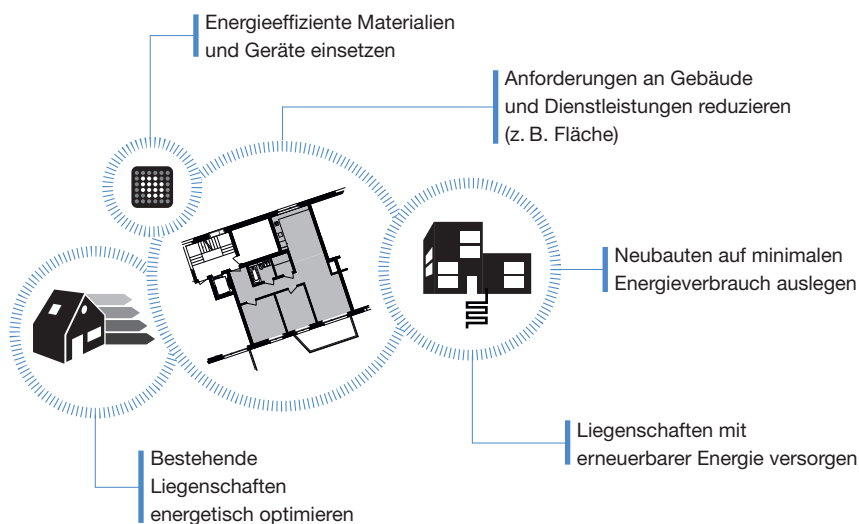 Energieeffiziente Materialien
und Geräte einsetzen
Anforderungen an Gebäude
und Dienstleistungen reduzieren
(z. B. Fläche)
Neubauten auf minimalen
Energieverbrauch auslegen
Liegenschaften mit
erneuerbarer Energie versorgen
Bestehende
Liegenschaften
energetisch optimieren